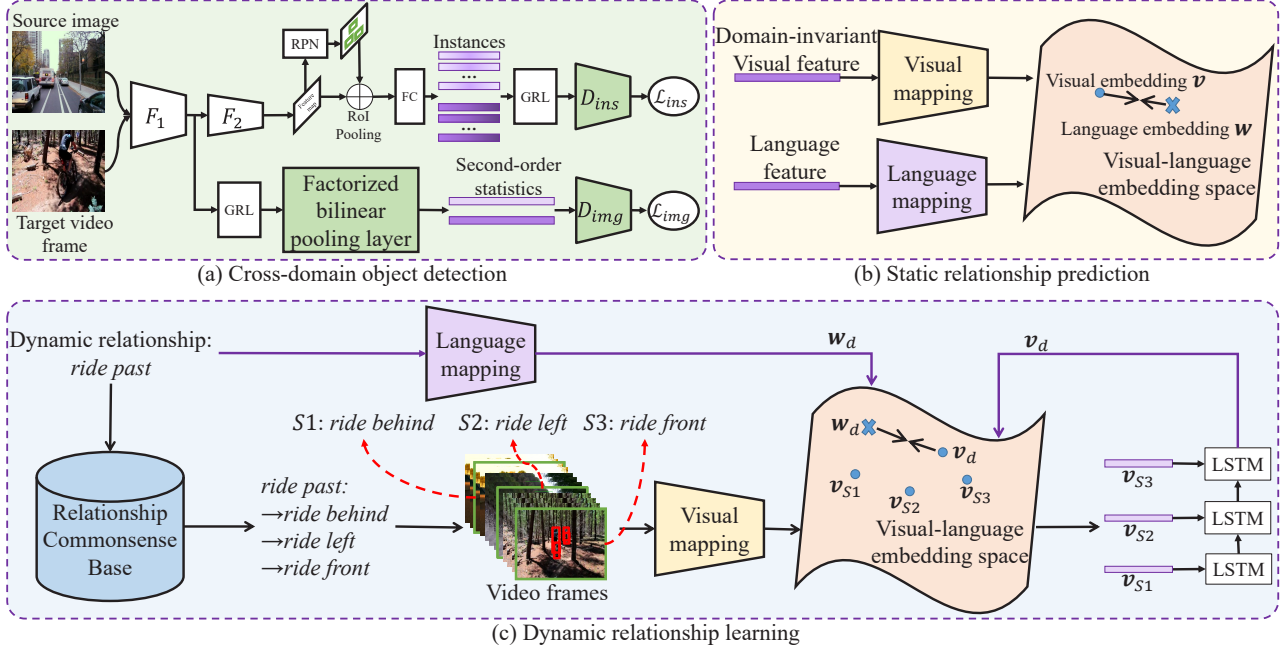 Source image
Target video
frame
F1
F2
RPN
Feature
map
RoI
Pooling
FC
Instances
...
...
GRL
D_ins
ℒ_ins
GRL
Factorized
bilinear
pooling layer
Second-order
statistics
D_img
ℒ_img
(a) Cross-domain object detection
Domain-invariant
Visual feature
Visual
mapping
Language
feature
Language
mapping
Visual embedding v
Language embedding w
Visual-language
embedding space
(b) Static relationship prediction
Dynamic relationship:
ride past
Language
mapping
w_d
v_d
S1: ride behind
S2: ride left
S3: ride front
Relationship
Commonsense
Base
ride past:
→ride behind
→ride left
→ride front
Video frames
Visual
mapping
w_d
v_d
v_S1
v_S2
v_S3
Visual-language
embedding space
v_S3
LSTM
v_S2
LSTM
v_S1
LSTM
(c) Dynamic relationship learning